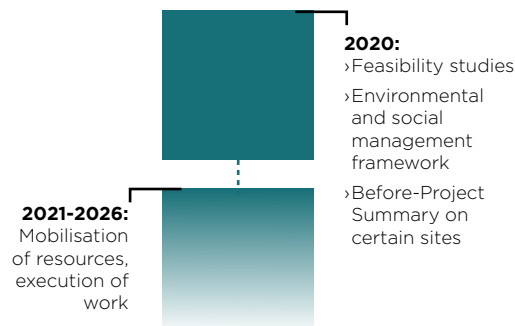 2020:
›Feasibility studies
›Environmental
and social
management
framework
›Before-Project
Summary on
certain sites
2021-2026:
Mobilisation
of resources,
execution of
work